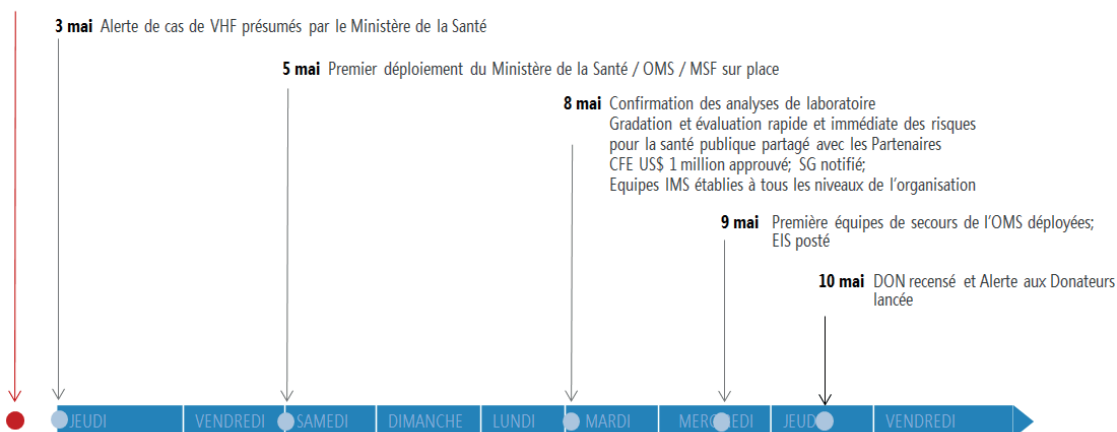 3 mai Alerte de cas de VHF présumés par le Ministère de la Santé
5 mai Premier déploiement du Ministère de la Santé / OMS / MSF sur place
8 mai Confirmation des analyses de laboratoire
Gradation et évaluation rapide et immédiate des risques
pour la santé publique partagé avec les Partenaires
CFE US$ 1 million approuvé; SG notifié;
Equipes IMS établies à tous les niveaux de l'organisation
9 mai Première équipes de secours de l'OMS déployées;
EIS posté
10 mai DON recensé et Alerte aux Donateurs
lancée
JEUDI VENDREDI SAMEDI DIMANCHE LUNDI MARDI MERCREDI JEUDI VENDREDI